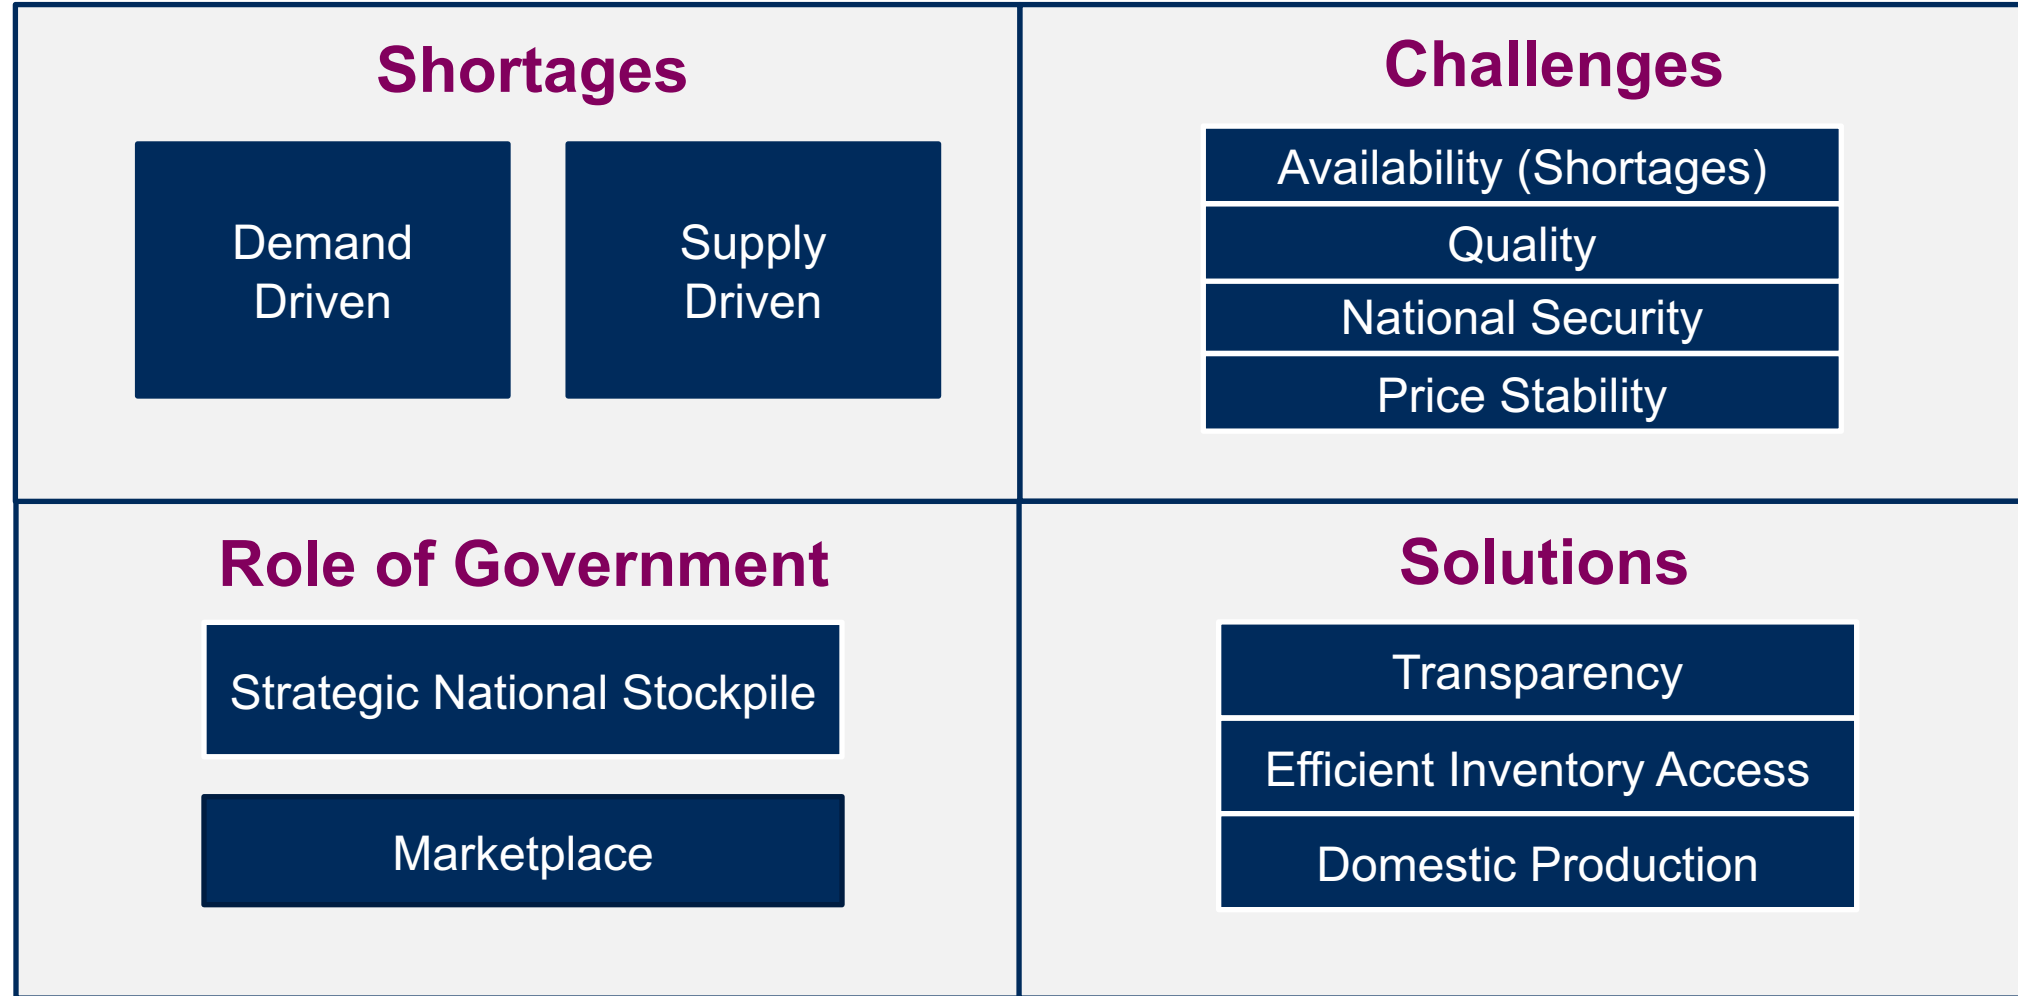 Shortages
Demand
Driven
Supply
Driven
Challenges
Availability (Shortages)
Quality
National Security
Price Stability
Role of Government
Strategic National Stockpile
Marketplace
Solutions
Transparency
Efficient Inventory Access
Domestic Production